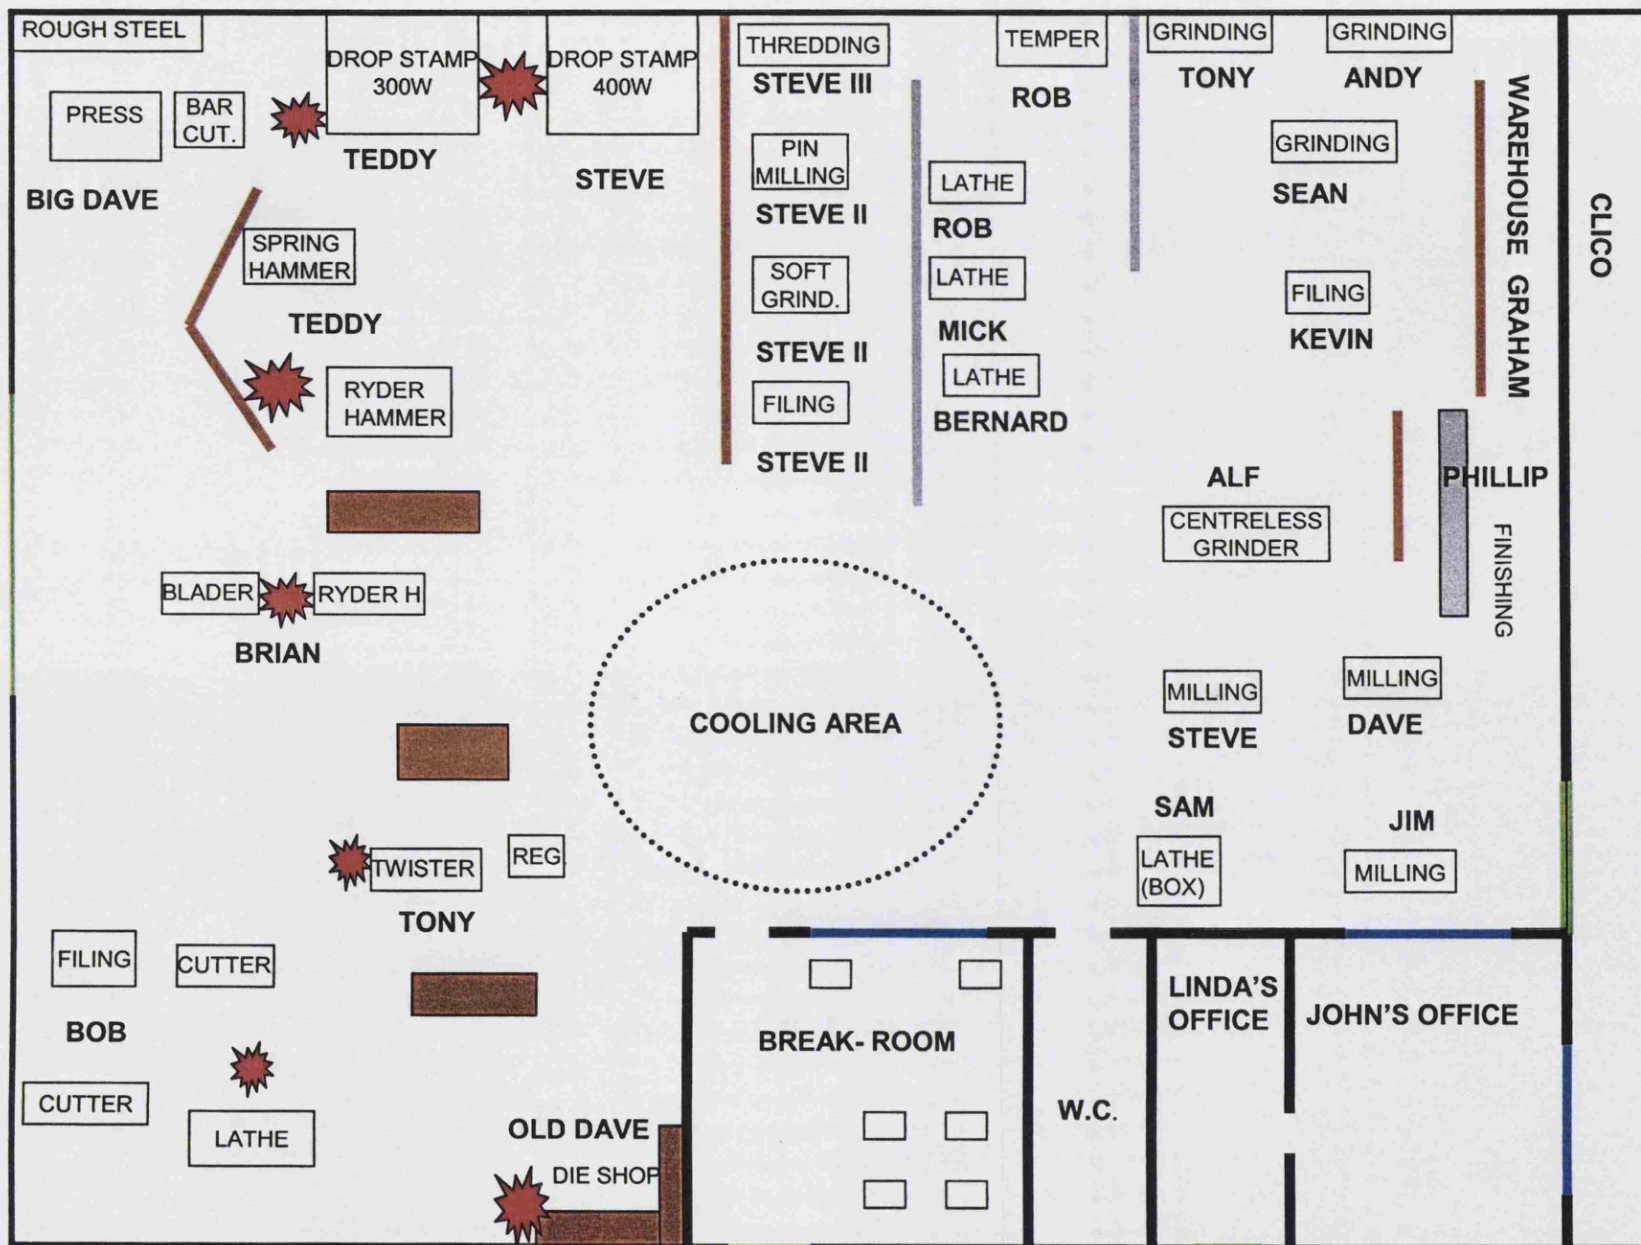 ROUGH STEEL
DROP STAMP
300W
DROP STAMP
400W
THREDDING
STEVE III
TEMPER
ROB
GRINDING
TONY
GRINDING
ANDY
PRESS
BAR
CUT.
BIG DAVE
TEDDY
STEVE
PIN
MILLING
STEVE II
LATHE
ROB
GRINDING
SEAN
WAREHOUSE GRAHAM
CLICO
SPRING
HAMMER
TEDDY
SOFT
GRIND.
STEVE II
LATHE
MICK
FILING
KEVIN
RYDER
HAMMER
FILING
STEVE II
LATHE
BERNARD
ALF
CENTRELESS
GRINDER
PHILLIP
FINISHING
BLADER
RYDER H
BRIAN
COOLING AREA
MILLING
STEVE
MILLING
DAVE
TWISTER
REG.
TONY
SAM
LATHE
(BOX)
JIM
MILLING
FILING
CUTTER
BOB
CUTTER
LATHE
OLD DAVE
DIE SHOP
BREAK- ROOM
W.C.
LINDA'S
OFFICE
JOHN'S OFFICE